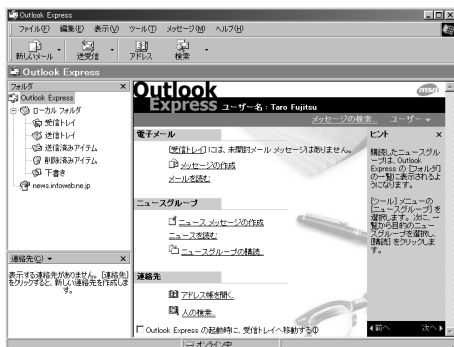 Outlook Express
ファイル(F) 編集(E) 表示(V) ツール(T) メッセージ(M) ヘルプ(H)
新しいメール 送受信 アドレス 検索
Outlook Express
フォルダ ×
Outlook Express
ローカル フォルダ
受信トレイ
送信トレイ
送信済みアイテム
削除済みアイテム
下書き
news.infoweb.ne.jp
連絡先(C) ×
表示する連絡先がありません。[連絡先]
をクリックすると、新しい連絡先を作成しま
す。
Outlook
Express ユーザー名 : Taro Fujitsu
msn
メッセージの検索... ユーザー
電子メール
[受信トレイ] には、未開封メール メッセージはありません。
メッセージの作成
メールを読む
ニュースグループ
ニュース メッセージの作成
ニュースを読む
ニュースグループの購読...
連絡先
アドレス帳を開く...
人の検索...
Outlook Express の起動時に、受信トレイへ移動する(I)
ヒント ×
購読したニュースグル
ープは、Outlook
Express の [フォルダ]
の一覧に表示されるよ
うになります。
[ツール] メニューの
[ニュースグループ] を
選択します。次に、一
覧から目的のニュー
スグループを選択し、
[購読] をクリックしま
す。
前へ 次へ
オンライン中